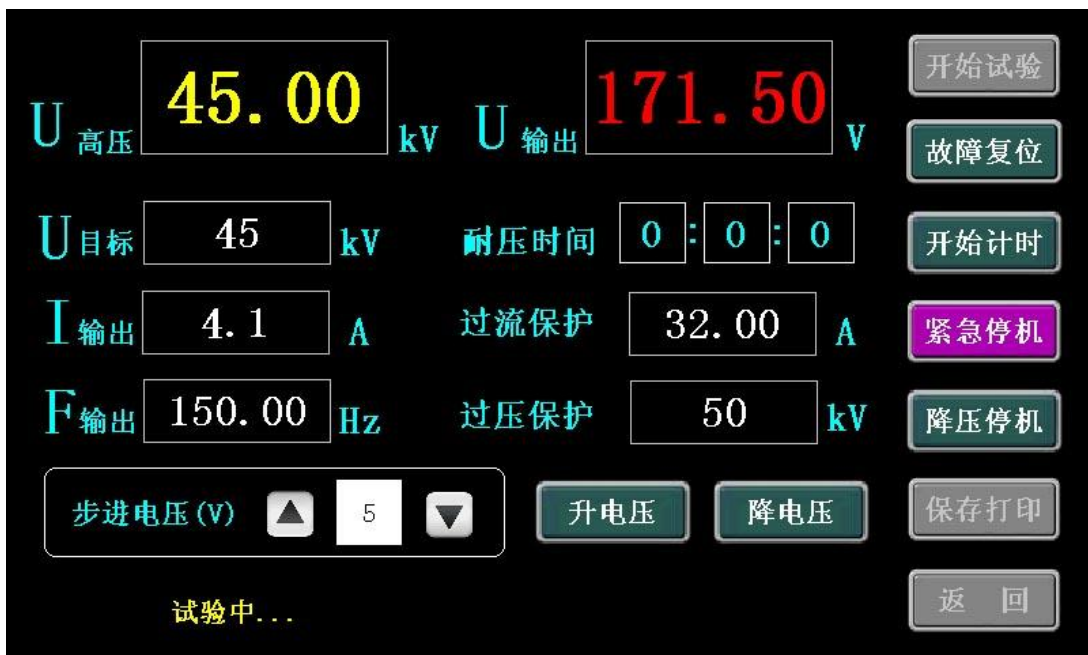 U高压 45.00 kV U输出 171.50 V 开始试验
故障复位
U目标 45 kV 耐压时间 0:0:0 开始计时
I输出 4.1 A 过流保护 32.00 A 紧急停机
F输出 150.00 Hz 过压保护 50 kV 降压停机
步进电压(V) 5 升电压 降电压 保存打印
试验中... 返 回